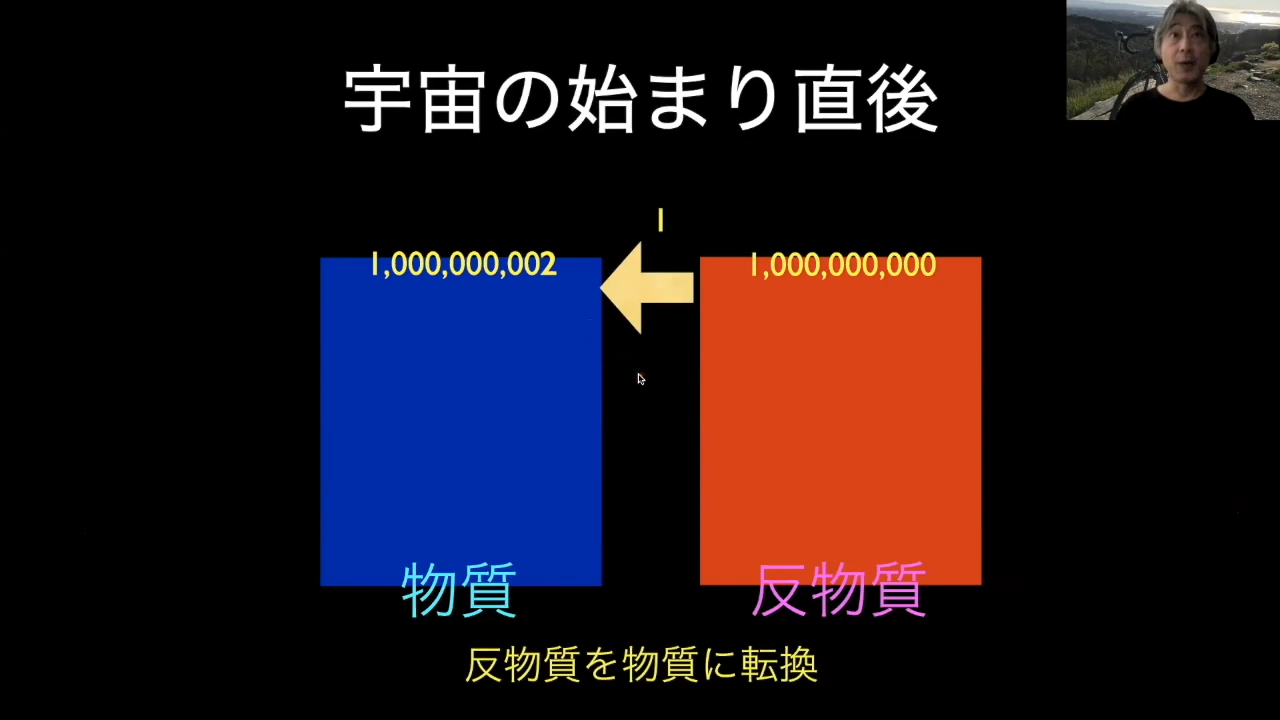 宇宙の始まり直後
1
1,000,000,002
1,000,000,000
物質
反物質
反物質を物質に転換